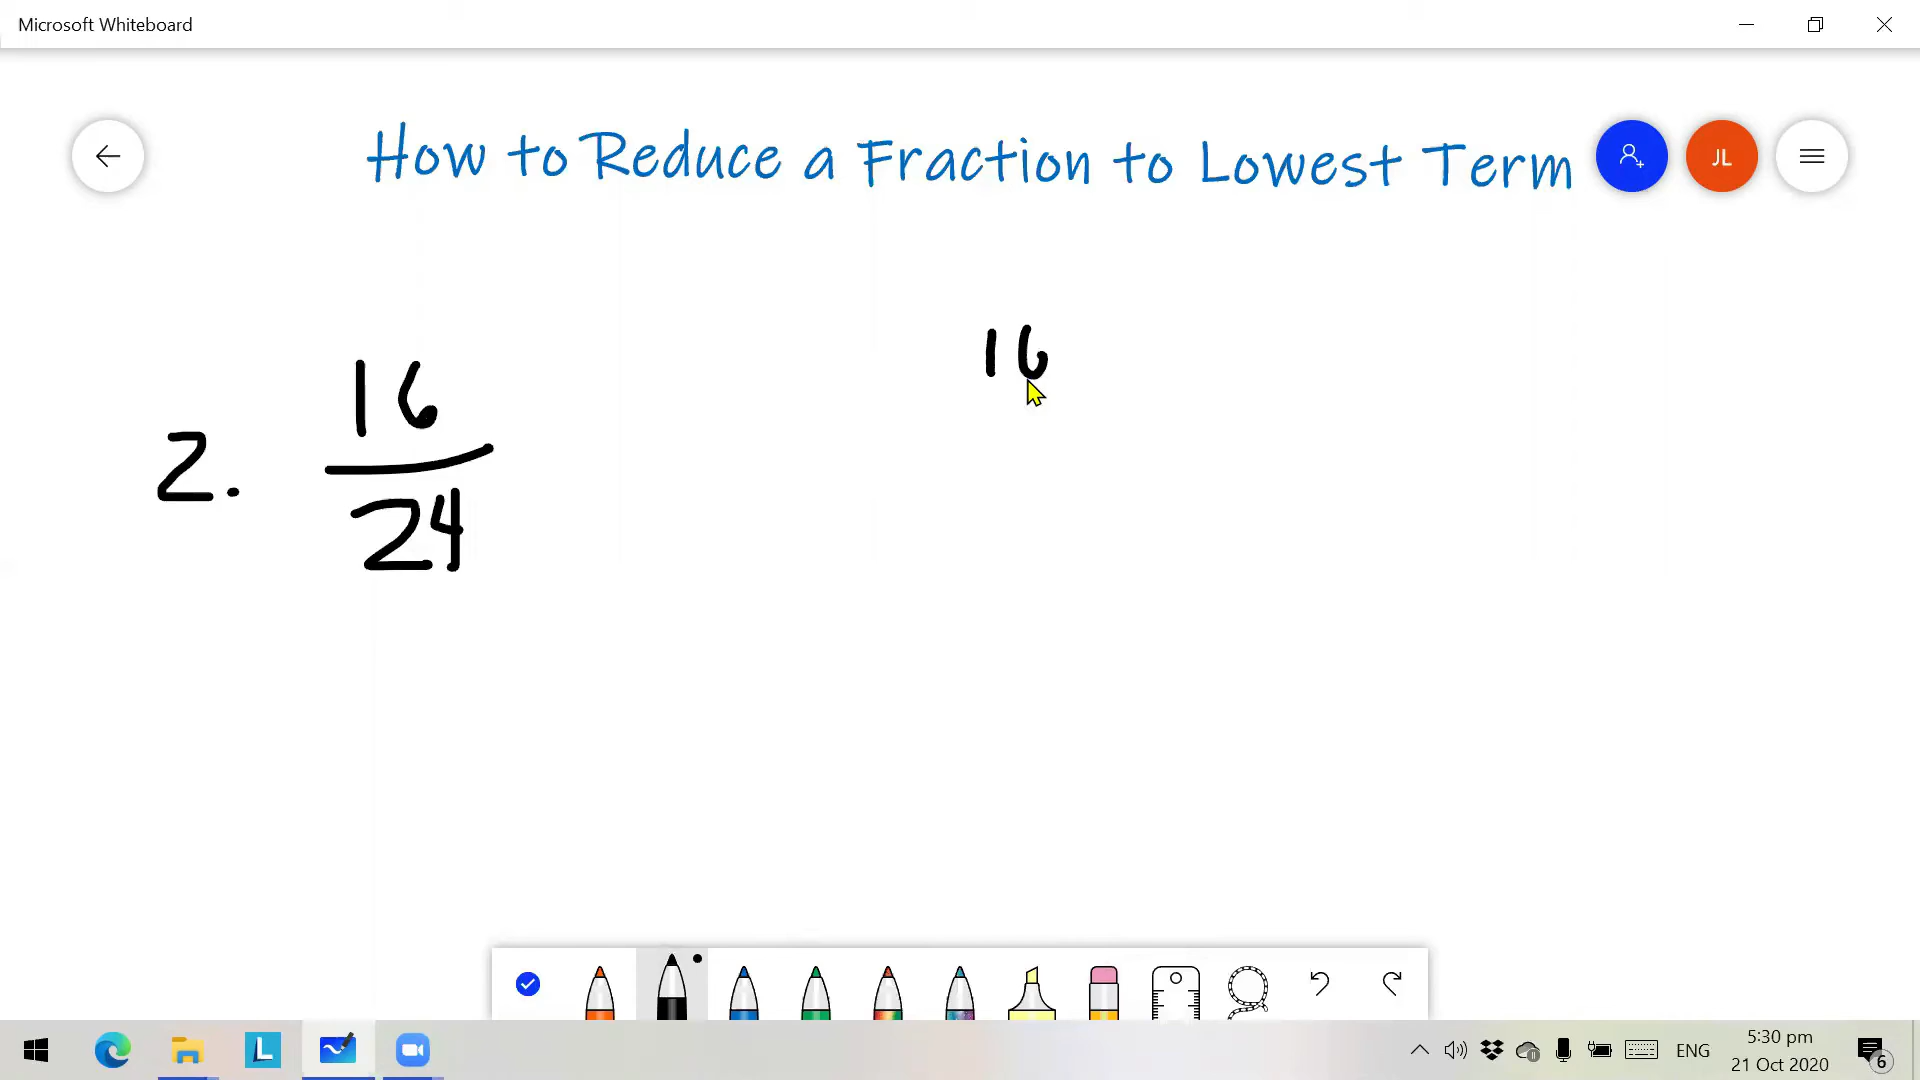 Microsoft Whiteboard
How to Reduce a Fraction to Lowest Term
JL
2. 16
24
16
L
ENG
5:30 pm
21 Oct 2020
6